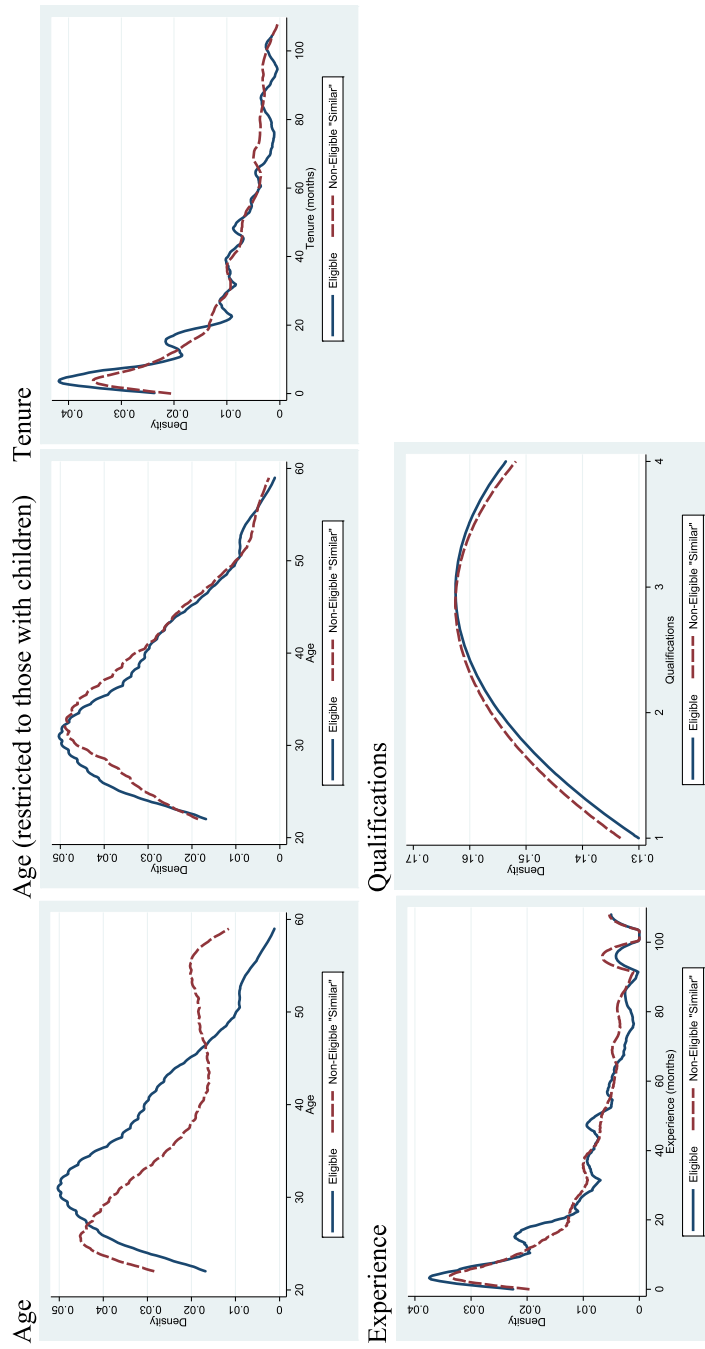 Age
0.05
0.04
0.03
0.02
0.01
0
Density
20
30
40
50
60
Age
Eligible
Non-Eligible "Similar"
Age (restricted to those with children)
0.05
0.04
0.03
0.02
0.01
0
Density
20
30
40
50
60
Age
Eligible
Non-Eligible "Similar"
Tenure
0.04
0.03
0.02
0.01
0
Density
0
20
40
60
80
100
Tenure (months)
Eligible
Non-Eligible "Similar"
Experience
0.04
0.03
0.02
0.01
0
Density
0
20
40
60
80
100
Experience (months)
Eligible
Non-Eligible "Similar"
Qualifications
0.17
0.16
0.15
0.14
0.13
Density
1
2
3
4
Qualifications
Eligible
Non-Eligible "Similar"